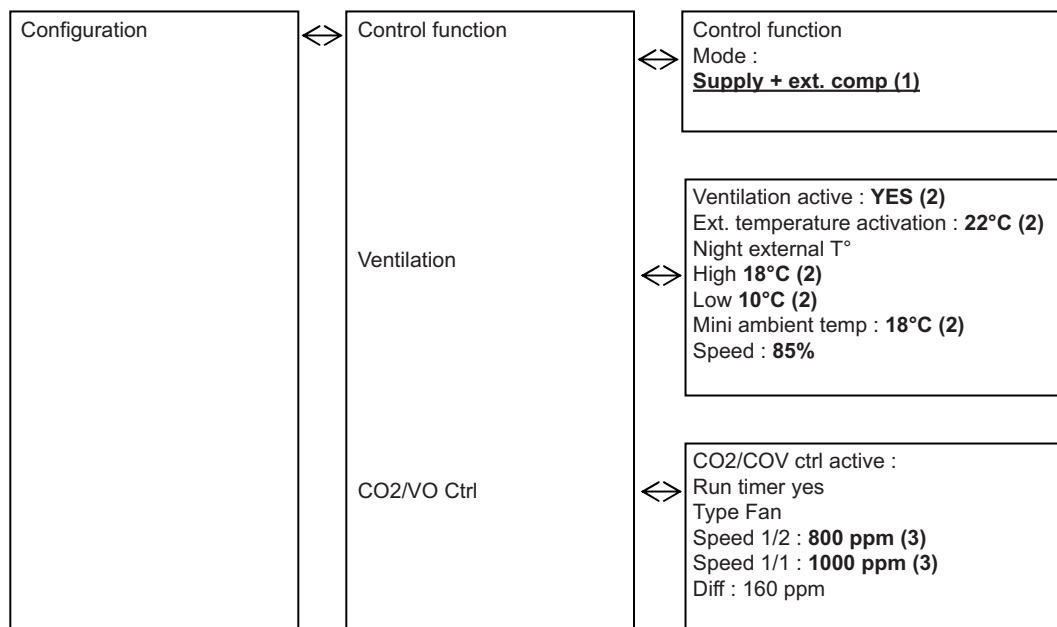 Configuration
Control function
Control function
Mode :
Supply + ext. comp (1)
Ventilation
Ventilation active : YES (2)
Ext. temperature activation : 22°C (2)
Night external T°
High 18°C (2)
Low 10°C (2)
Mini ambient temp : 18°C (2)
Speed : 85%
CO2/VO Ctrl
CO2/COV ctrl active :
Run timer yes
Type Fan
Speed 1/2 : 800 ppm (3)
Speed 1/1 : 1000 ppm (3)
Diff : 160 ppm